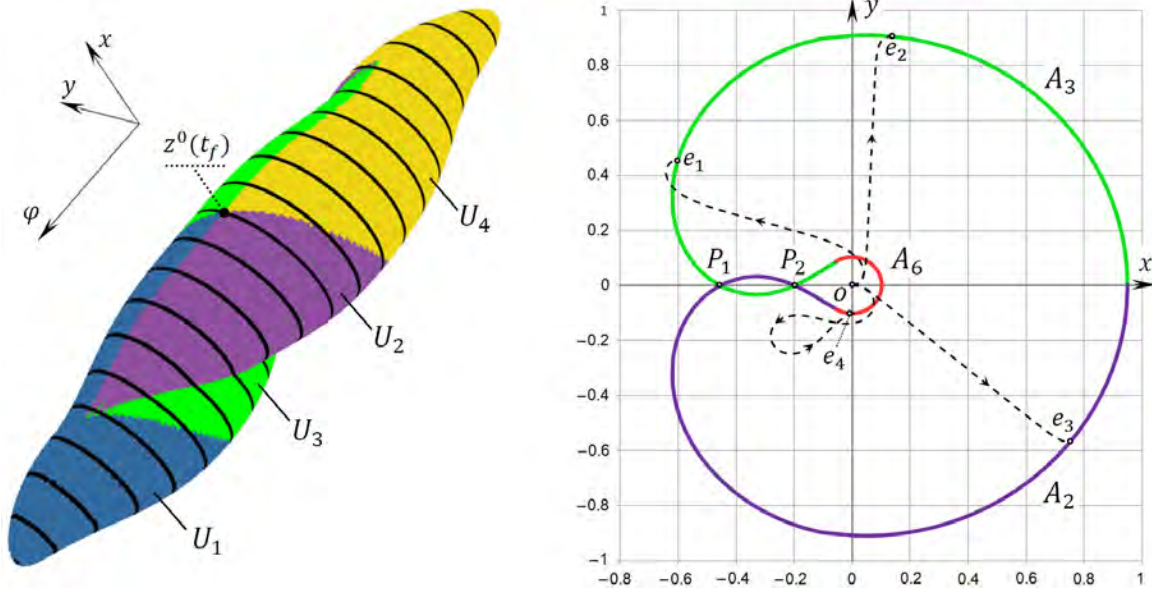 x
y
z⁰(t_f)
φ
U₄
U₂
U₃
U₁
y
1
e₂
0.8
A₃
0.6
e₁
0.4
0.2
P₁ P₂ A₆
0 o x
−0.2
e₄
−0.4
e₃
−0.6
A₂
−0.8
−1
−0.8 −0.6 −0.4 −0.2 0 0.2 0.4 0.6 0.8 1